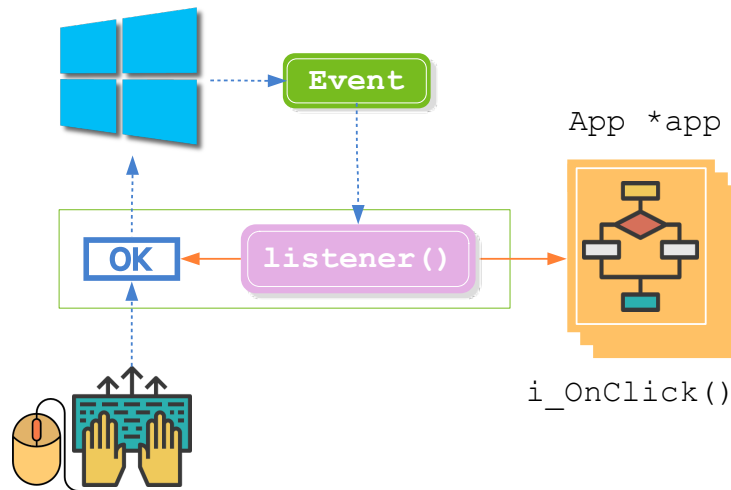 Event
App *app
OK
listener()
i_OnClick()